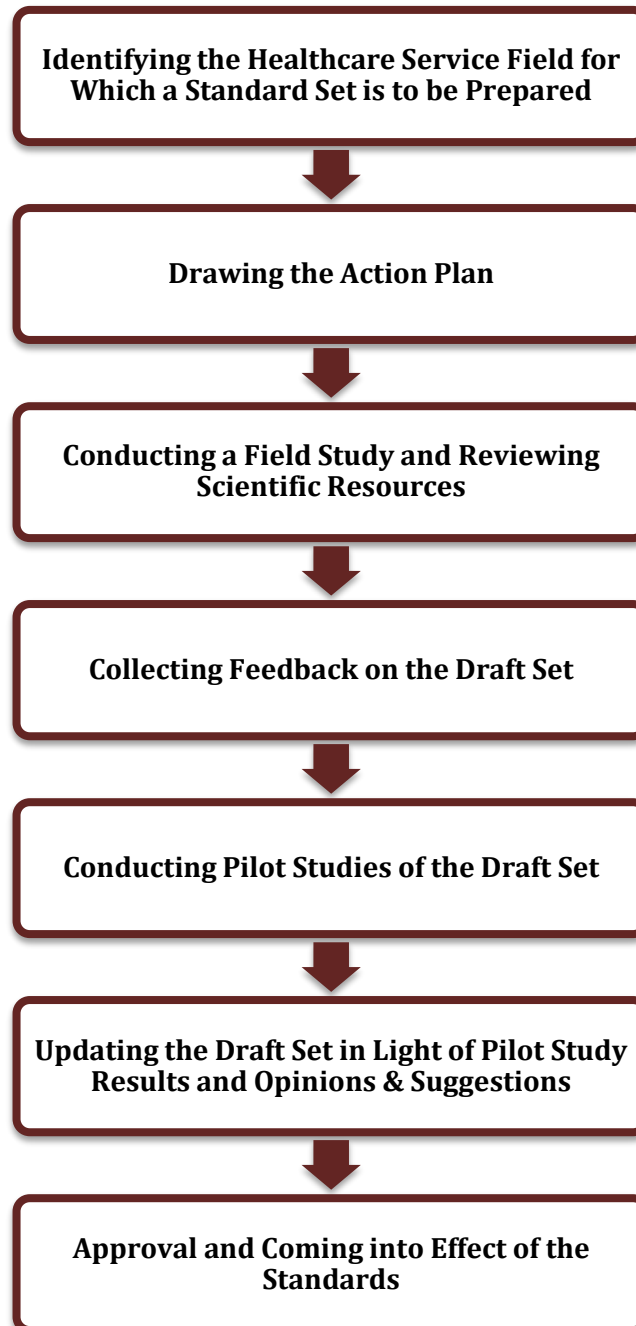 Identifying the Healthcare Service Field for
Which a Standard Set is to be Prepared
Drawing the Action Plan
Conducting a Field Study and Reviewing
Scientific Resources
Collecting Feedback on the Draft Set
Conducting Pilot Studies of the Draft Set
Updating the Draft Set in Light of Pilot Study
Results and Opinions & Suggestions
Approval and Coming into Effect of the
Standards